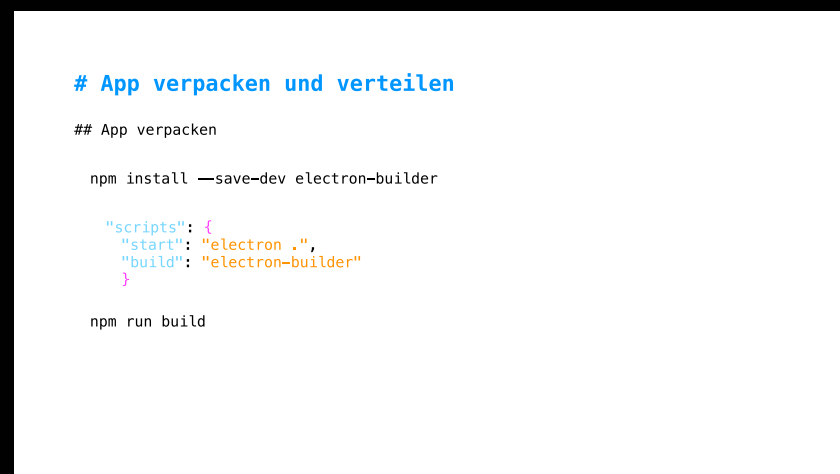 # App verpacken und verteilen
## App verpacken
npm install —save-dev electron-builder
"scripts": {
"start": "electron .",
"build": "electron-builder"
}
npm run build